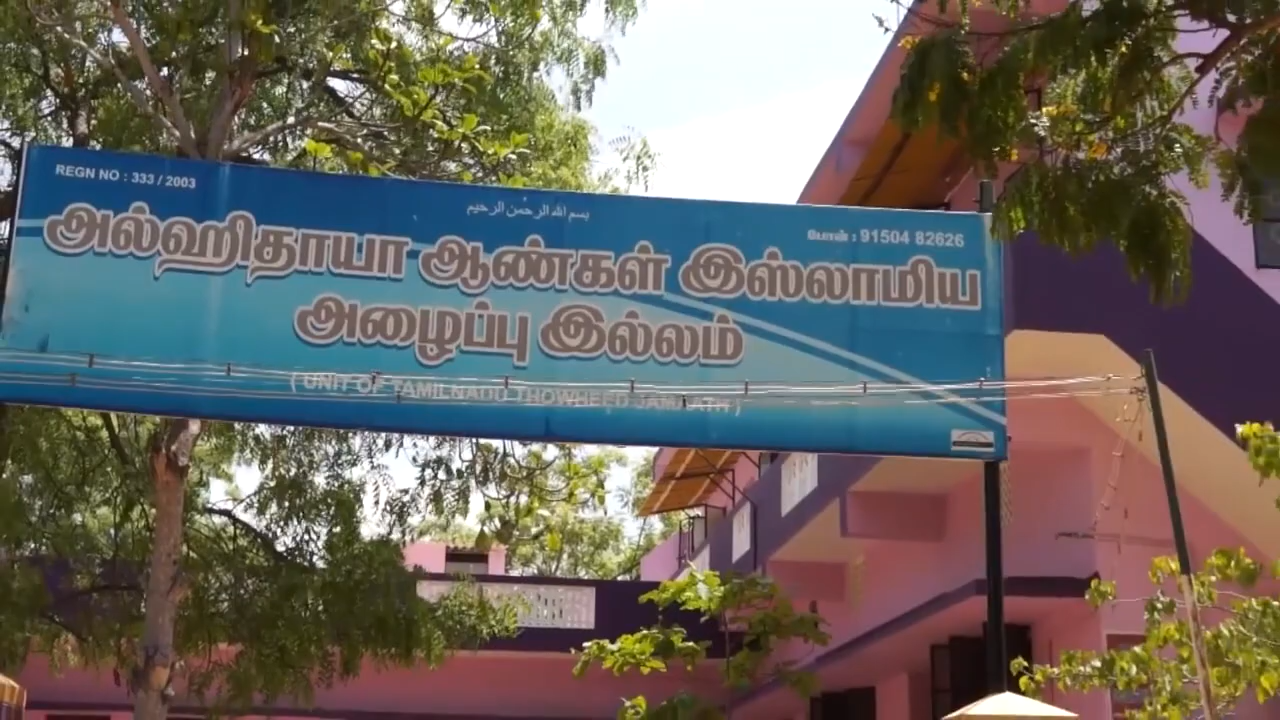 REGN NO : 333 / 2003
بسم الله الرحمن الرحيم
போன் : 91504 82626
அல்ஹிதாயா ஆண்கள் இஸ்லாமிய
அழைப்பு இல்லம்
( UNIT OF TAMILNADU THOWHEED JAMAATH )